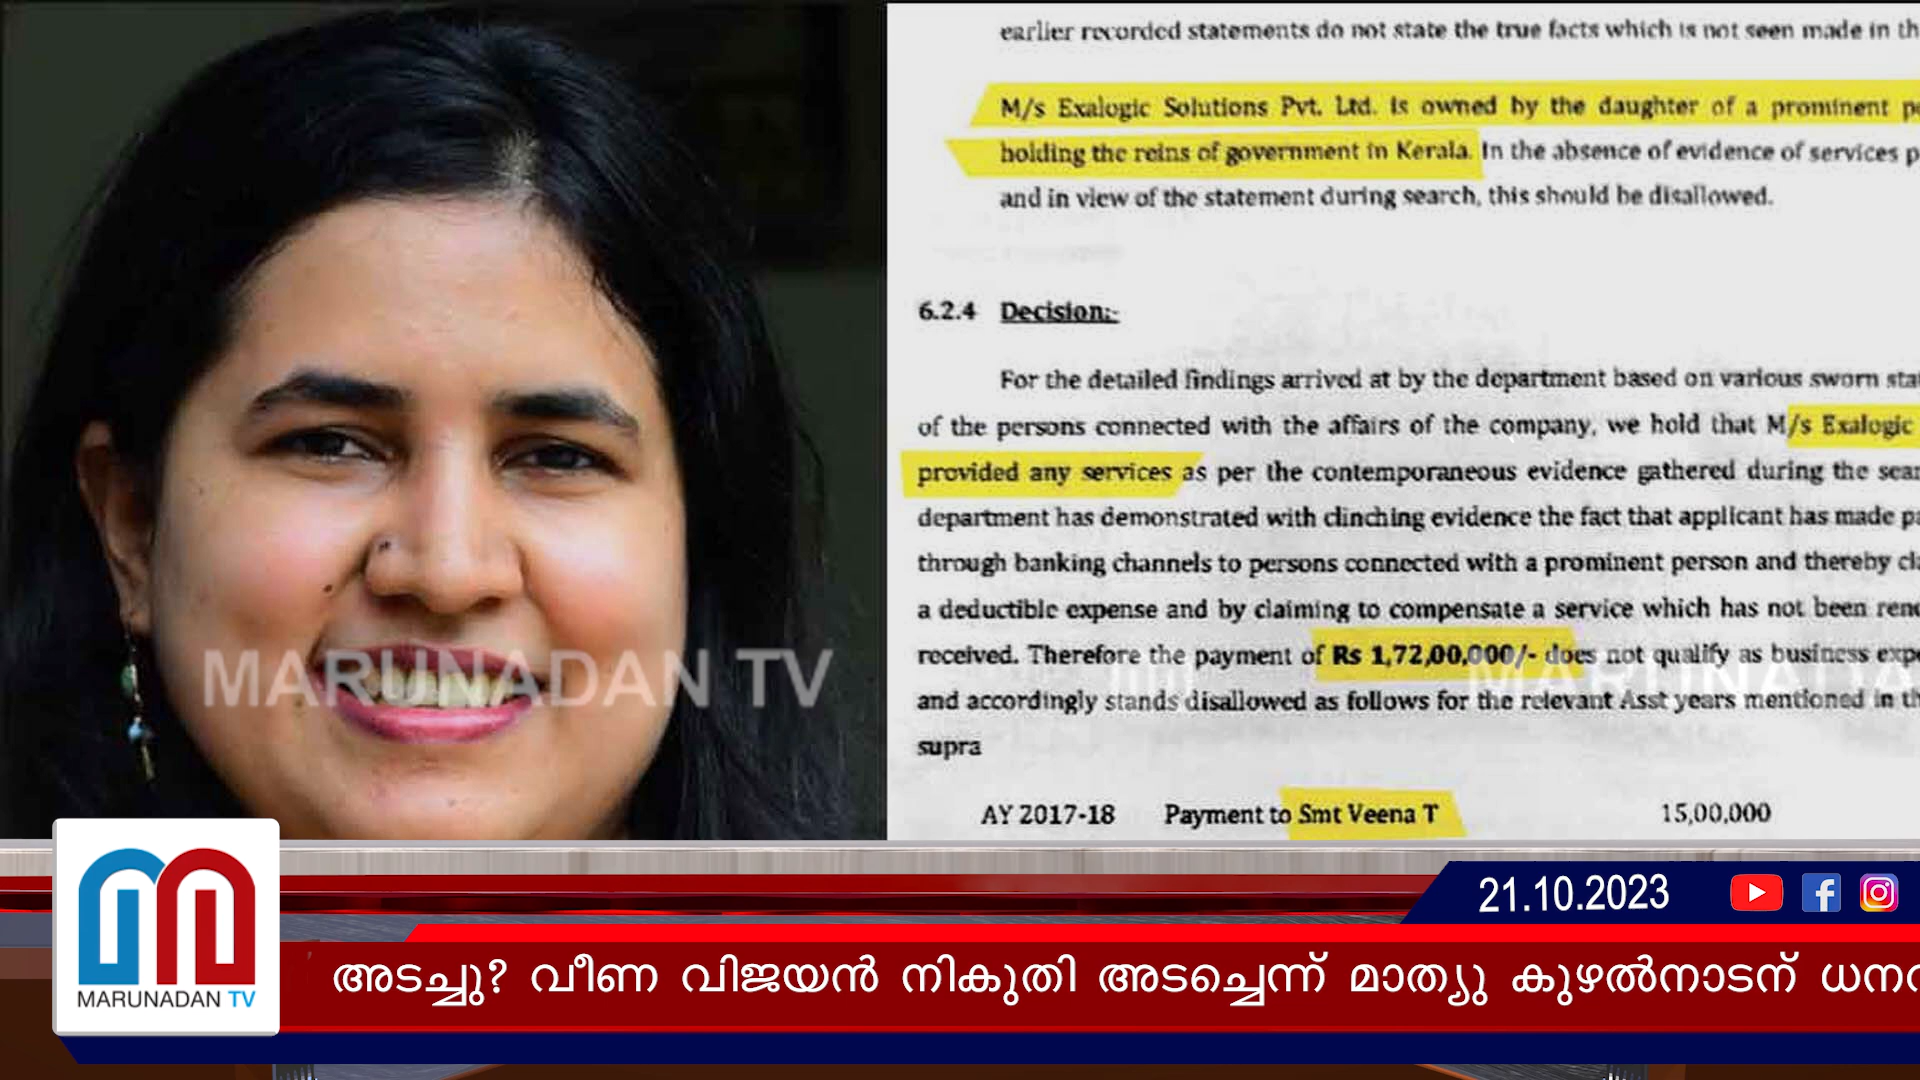 earlier recorded statements do not state the true facts which is not seen made in
M/s Exalogic Solutions Pvt. Ltd. is owned by the daughter of a prominent
holding the reins of government in Kerala. In the absence of evidence of services
and in view of the statement during search, this should be disallowed.
6.2.4 Decision:-
For the detailed findings arrived at by the department based on various sworn
of the persons connected with the affairs of the company, we hold that M/s Exalogic
provided any services as per the contemporaneous evidence gathered during the
department has demonstrated with clinching evidence the fact that applicant has made
through banking channels to persons connected with a prominent person and thereby
a deductible expense and by claiming to compensate a service which has not been
received. Therefore the payment of Rs 1,72,00,000/- does not qualify as business
and accordingly stands disallowed as follows for the relevant Asst years mentioned in
supra
AY 2017-18 Payment to Smt Veena T 15,00,000
MARUNADAN TV
21.10.2023
MARUNADAN TV
അടച്ചു? വീണ വിജയൻ നികുതി അടച്ചെന്ന് മാത്യു കുഴൽനാടന്